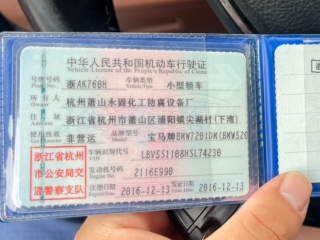 中华人民共和国机动车行驶证
Vehicle License of the People's Republic of China
号牌号码 浙AK760H 车辆类型 小型轿车
所有人 杭州萧山永固化工防腐设备厂
住址 杭州市萧山区浦阳镇尖湖村(下湾)
使用性质 非营运 品牌型号 宝马牌BMW7201DM(BMW520
浙江省杭州市公安局交通警察支队
车辆识别代号 LBV5S1108HSL74230
发动机号码 2116E990
注册日期 2016-12-13 发证日期 2016-12-13